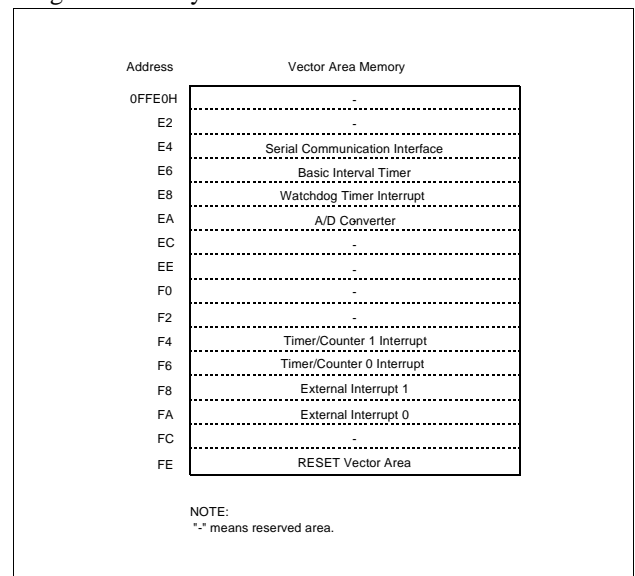 Address Vector Area Memory
0FFE0H -
E2 -
E4 Serial Communication Interface
E6 Basic Interval Timer
E8 Watchdog Timer Interrupt
EA A/D Converter
EC -
EE -
F0 -
F2 -
F4 Timer/Counter 1 Interrupt
F6 Timer/Counter 0 Interrupt
F8 External Interrupt 1
FA External Interrupt 0
FC -
FE RESET Vector Area
NOTE:
"-" means reserved area.